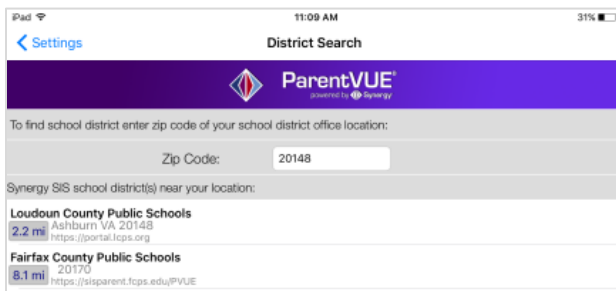 iPad 11:09 AM 31%
Settings District Search
ParentVUE®
powered by Synergy
To find school district enter zip code of your school district office location:
Zip Code: 20148
Synergy SIS school district(s) near your location:
Loudoun County Public Schools
2.2 mi Ashburn VA 20148
https://portal.lcps.org
Fairfax County Public Schools
8.1 mi 20170
https://sisparent.fcps.edu/PVUE